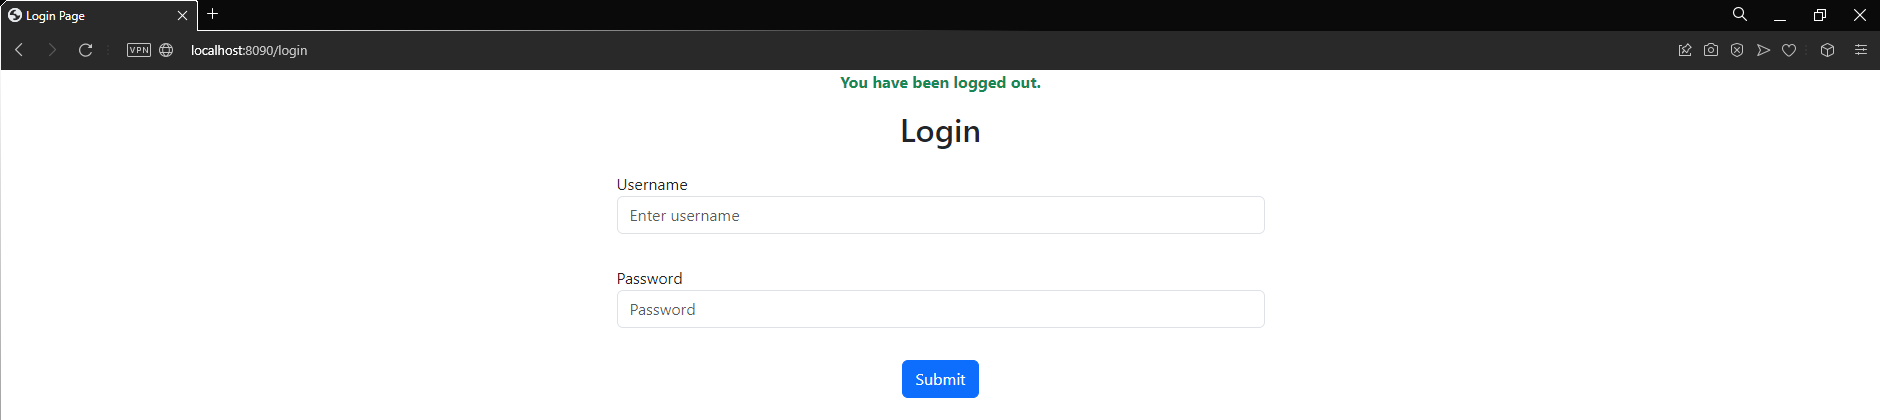 Login Page
VPN localhost:8090/login
You have been logged out.
Login
Username
Enter username
Password
Password
Submit